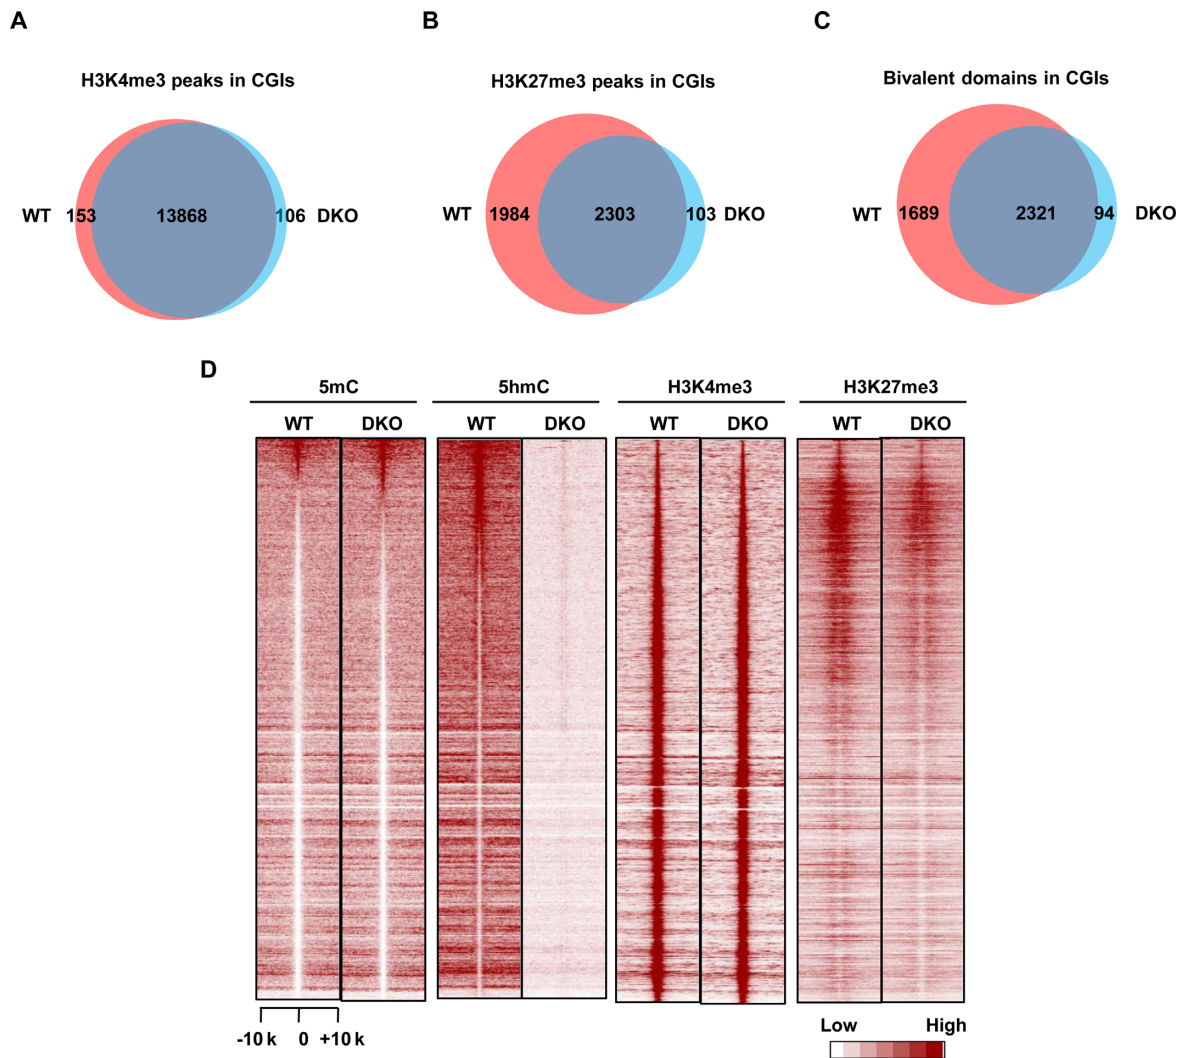 A
B
C
H3K4me3 peaks in CGIs
H3K27me3 peaks in CGIs
Bivalent domains in CGIs
WT 153 13868 106 DKO
WT 1984 2303 103 DKO
WT 1689 2321 94 DKO
D
5mC 5hmC H3K4me3 H3K27me3
WT DKO WT DKO WT DKO WT DKO
-10 k 0 +10 k
Low High